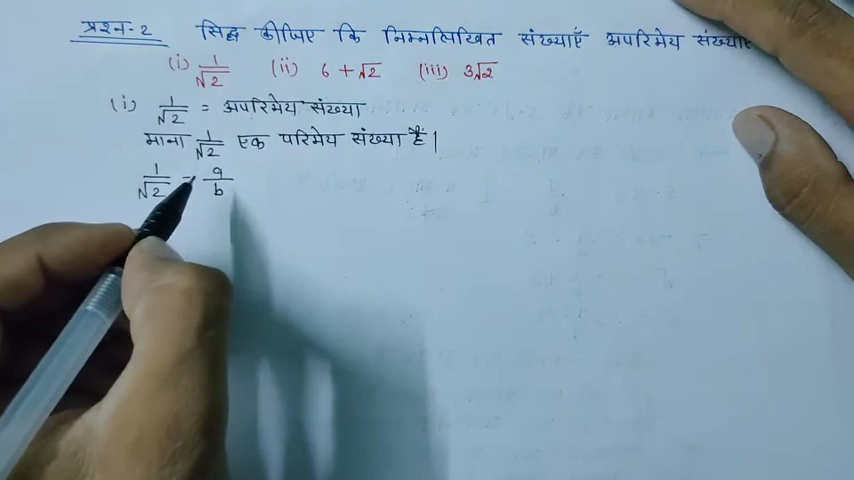 प्रश्न-2 सिद्ध कीजिए कि निम्नलिखित संख्याएँ अपरिमेय संख्याएँ
(i) 1/√2 (ii) 6+√2 (iii) 3√2
(i) 1/√2 = अपरिमेय संख्या
माना 1/√2 एक परिमेय संख्या है|
1/√2 = a/b